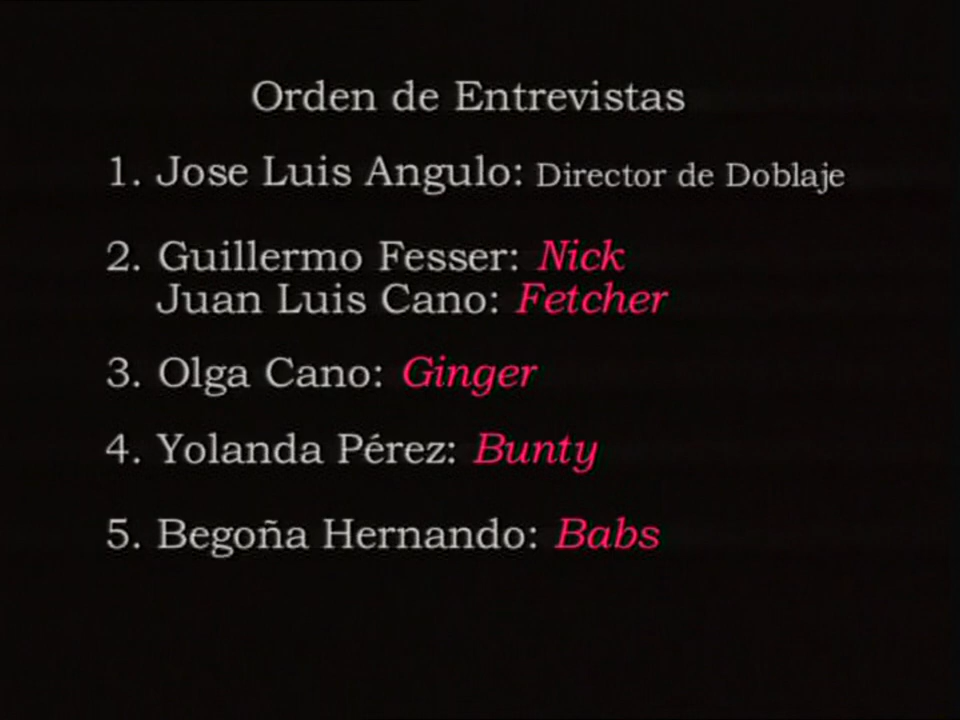 Orden de Entrevistas
1. Jose Luis Angulo: Director de Doblaje
2. Guillermo Fesser: Nick
Juan Luis Cano: Fetcher
3. Olga Cano: Ginger
4. Yolanda Pérez: Bunty
5. Begoña Hernando: Babs